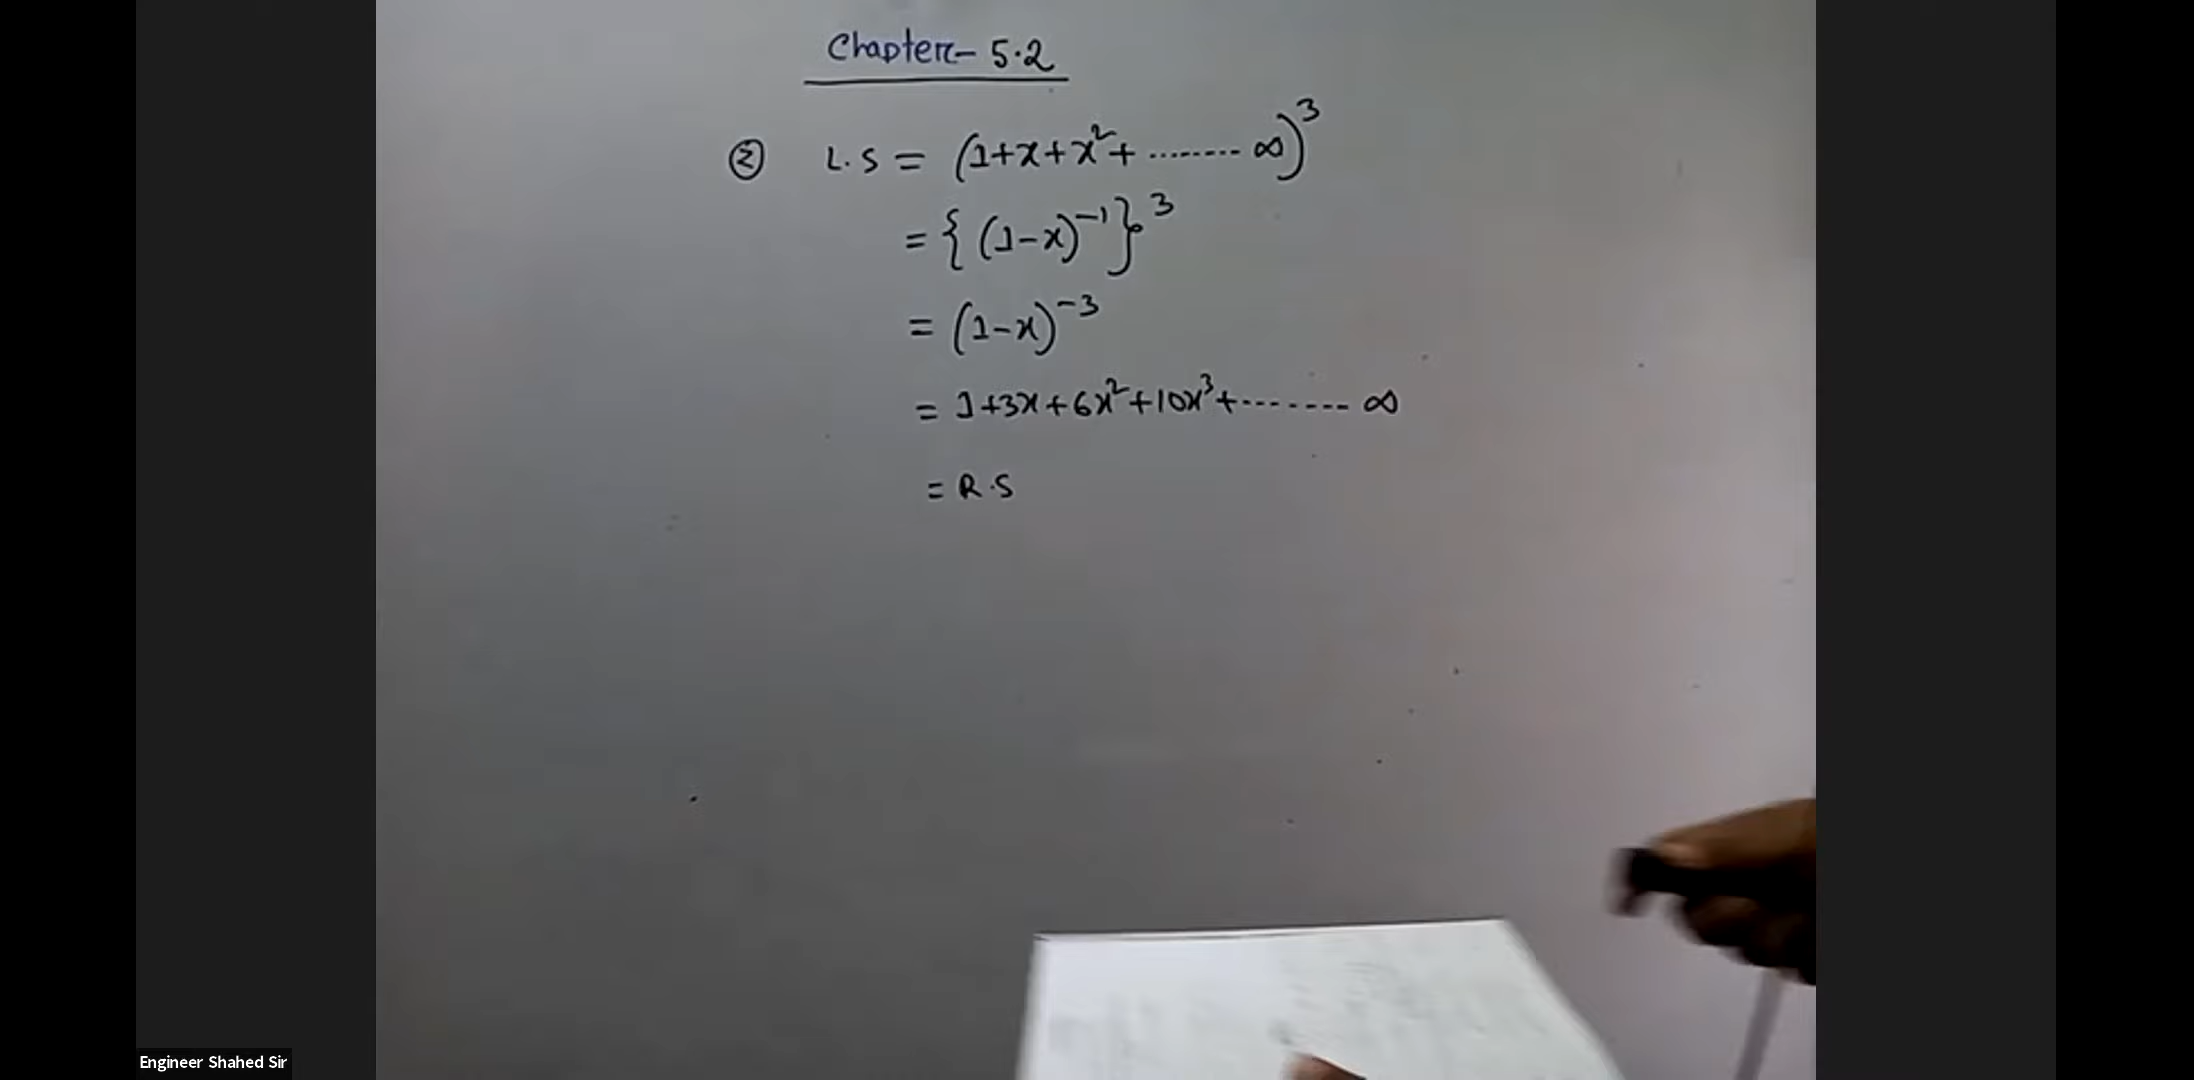 Chapter- 5.2
② L.S = (1+x+x²+ ........ ∞)³
= {(1-x)⁻¹}³
= (1-x)⁻³
= 1+3x+6x²+10x³+........ ∞
= R.S
Engineer Shahed Sir